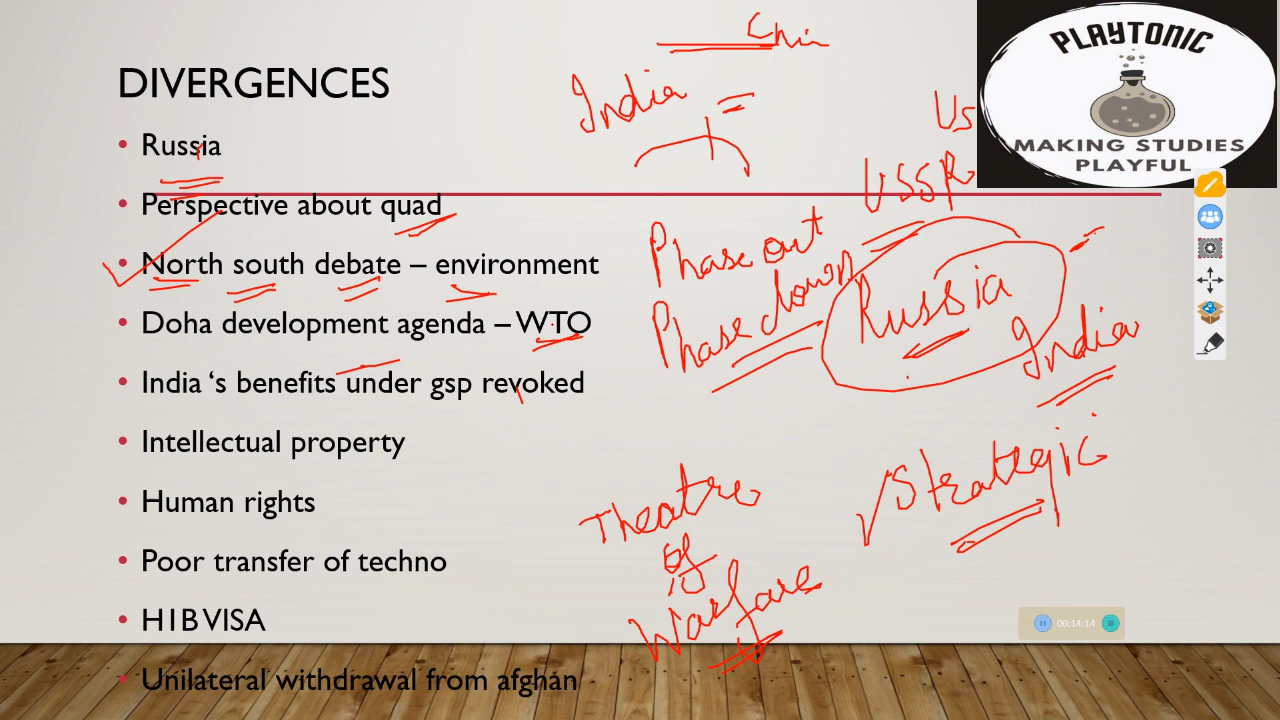 DIVERGENCES
• Russia
• Perspective about quad
• North south debate – environment
• Doha development agenda – WTO
• India ‘s benefits under gsp revoked
• Intellectual property
• Human rights
• Poor transfer of techno
• H1B VISA
• Unilateral withdrawal from afghan
Chin
India
Us
USSR
Phase out
Phase down
Russia
India
Strategic
Theatre
of
Warfare
PLAYTONIC
MAKING STUDIES
PLAYFUL
00:14:14